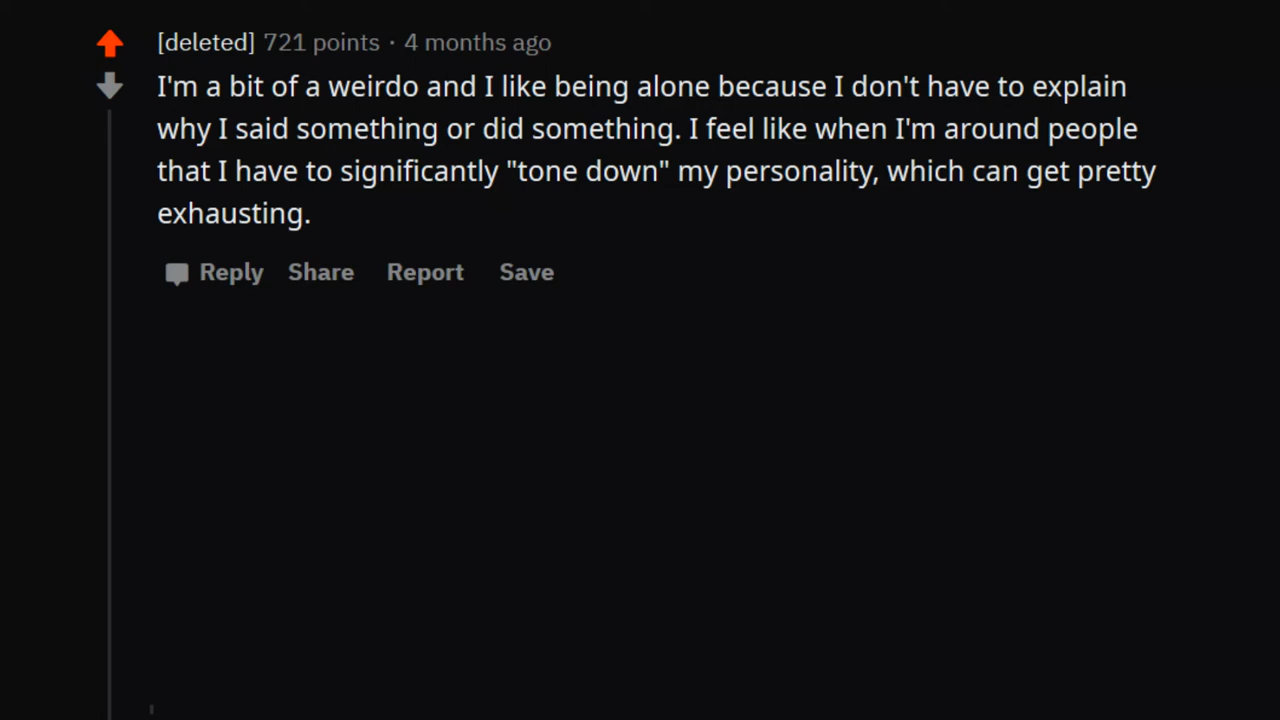 [deleted] 721 points · 4 months ago
I'm a bit of a weirdo and I like being alone because I don't have to explain
why I said something or did something. I feel like when I'm around people
that I have to significantly "tone down" my personality, which can get pretty
exhausting.
Reply Share Report Save